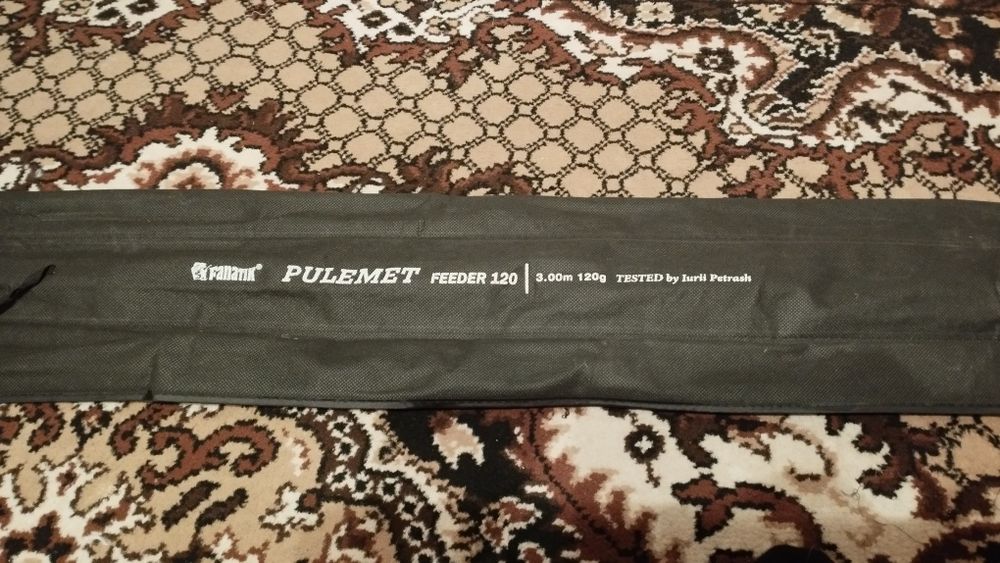 Fanatik® PULEMET FEEDER 120 | 3.00m 120g TESTED by Iurii Petrash